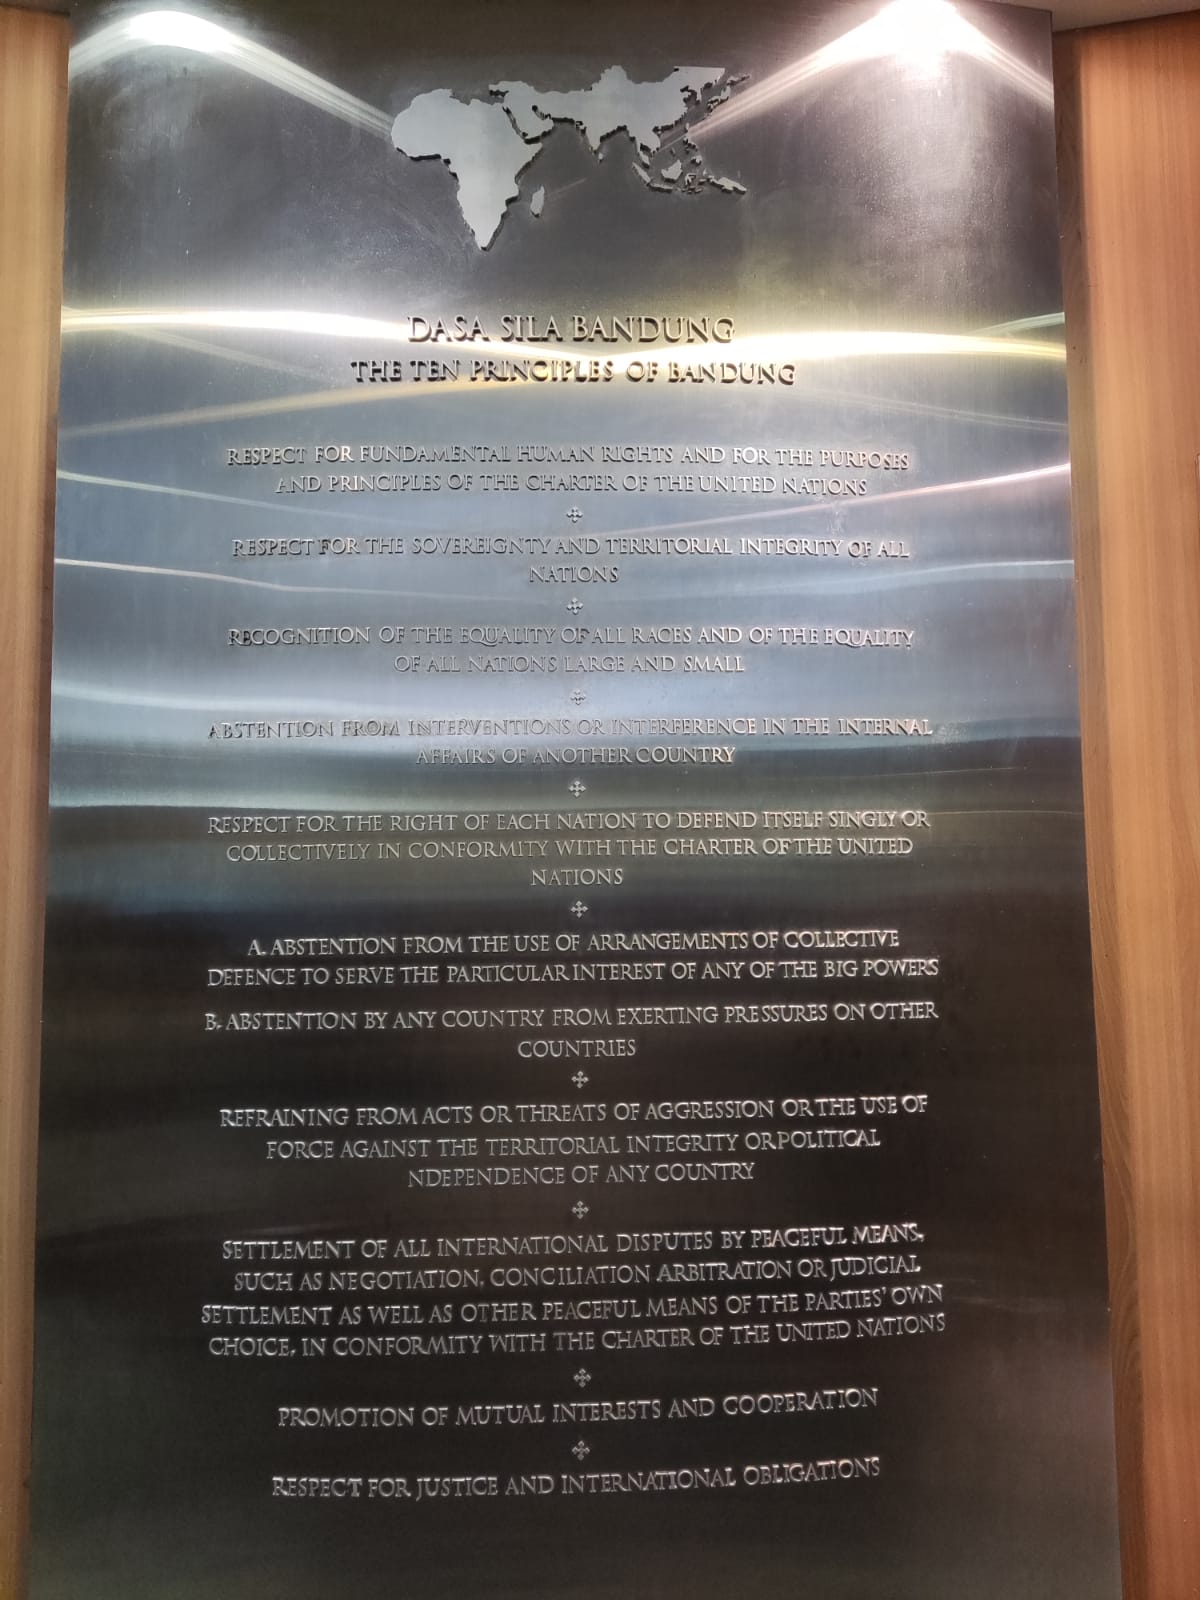 DASA SILA BANDUNG
THE TEN PRINCIPLES OF BANDUNG
RESPECT FOR FUNDAMENTAL HUMAN RIGHTS AND FOR THE PURPOSES
AND PRINCIPLES OF THE CHARTER OF THE UNITED NATIONS
RESPECT FOR THE SOVEREIGNTY AND TERRITORIAL INTEGRITY OF ALL
NATIONS
RECOGNITION OF THE EQUALITY OF ALL RACES AND OF THE EQUALITY
OF ALL NATIONS LARGE AND SMALL
ABSTENTION FROM INTERVENTIONS OR INTERFERENCE IN THE INTERNAL
AFFAIRS OF ANOTHER COUNTRY
RESPECT FOR THE RIGHT OF EACH NATION TO DEFEND ITSELF SINGLY OR
COLLECTIVELY IN CONFORMITY WITH THE CHARTER OF THE UNITED
NATIONS
A. ABSTENTION FROM THE USE OF ARRANGEMENTS OF COLLECTIVE
DEFENCE TO SERVE THE PARTICULAR INTEREST OF ANY OF THE BIG POWERS
B. ABSTENTION BY ANY COUNTRY FROM EXERTING PRESSURES ON OTHER
COUNTRIES
REFRAINING FROM ACTS OR THREATS OF AGGRESSION OR THE USE OF
FORCE AGAINST THE TERRITORIAL INTEGRITY OR POLITICAL
NDEPENDENCE OF ANY COUNTRY
SETTLEMENT OF ALL INTERNATIONAL DISPUTES BY PEACEFUL MEANS,
SUCH AS NEGOTIATION, CONCILIATION ARBITRATION OR JUDICIAL
SETTLEMENT AS WELL AS OTHER PEACEFUL MEANS OF THE PARTIES' OWN
CHOICE, IN CONFORMITY WITH THE CHARTER OF THE UNITED NATIONS
PROMOTION OF MUTUAL INTERESTS AND COOPERATION
RESPECT FOR JUSTICE AND INTERNATIONAL OBLIGATIONS